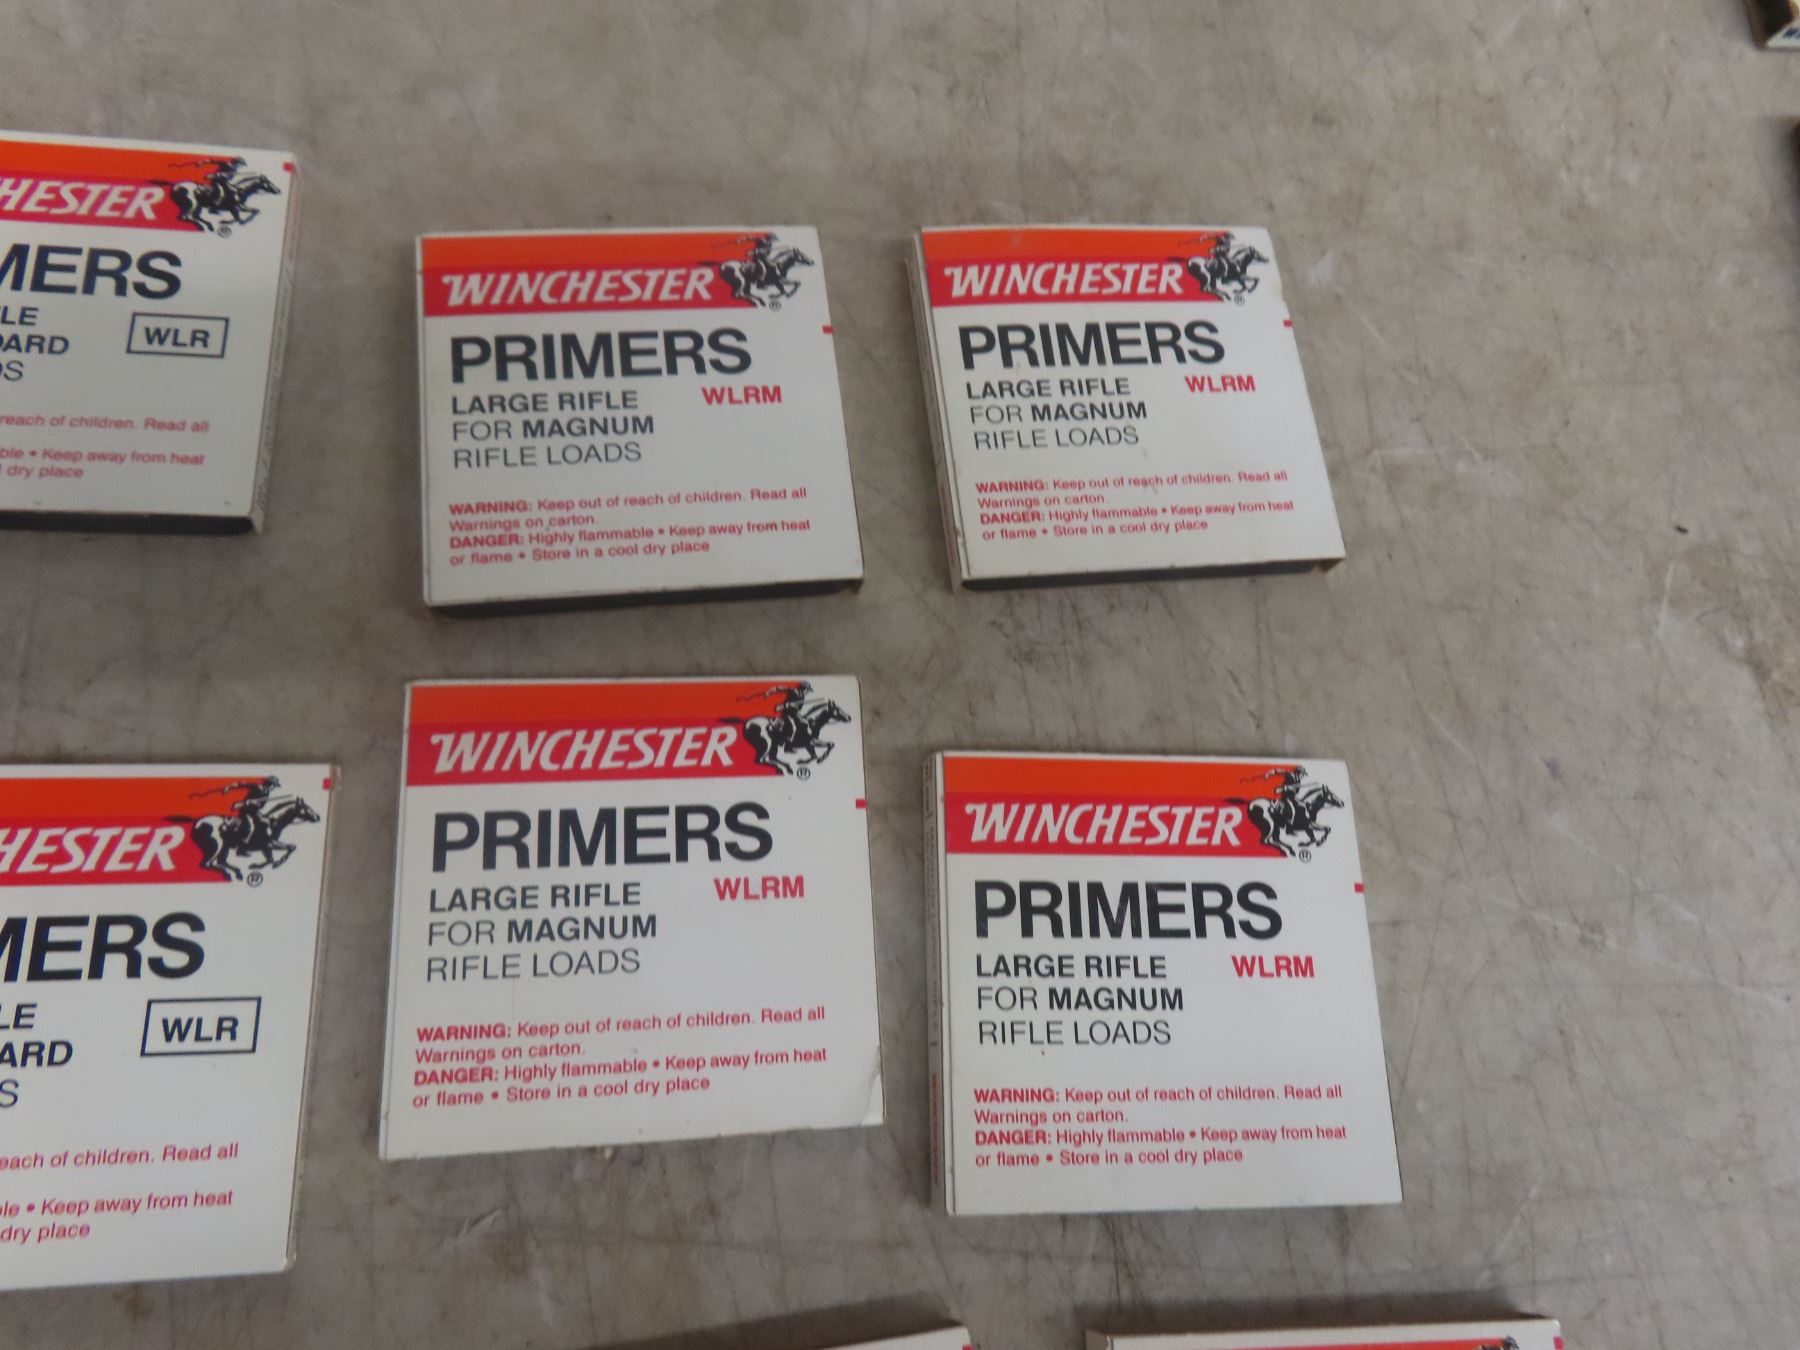 HESTER
MERS
LE
ARD
WLR
S
reach of children. Read all
ble • Keep away from heat
dry place
WINCHESTER
®
PRIMERS
LARGE RIFLE WLRM
FOR MAGNUM
RIFLE LOADS
WARNING: Keep out of reach of children. Read all
Warnings on carton.
DANGER: Highly flammable • Keep away from heat
or flame • Store in a cool dry place
WINCHESTER
®
PRIMERS
LARGE RIFLE WLRM
FOR MAGNUM
RIFLE LOADS
WARNING: Keep out of reach of children. Read all
Warnings on carton.
DANGER: Highly flammable • Keep away from heat
or flame • Store in a cool dry place
HESTER
®
MERS
LE
ARD
WLR
S
each of children. Read all
le • Keep away from heat
dry place
WINCHESTER
®
PRIMERS
LARGE RIFLE WLRM
FOR MAGNUM
RIFLE LOADS
WARNING: Keep out of reach of children. Read all
Warnings on carton.
DANGER: Highly flammable • Keep away from heat
or flame • Store in a cool dry place
WINCHESTER
®
PRIMERS
LARGE RIFLE WLRM
FOR MAGNUM
RIFLE LOADS
WARNING: Keep out of reach of children. Read all
Warnings on carton.
DANGER: Highly flammable • Keep away from heat
or flame • Store in a cool dry place